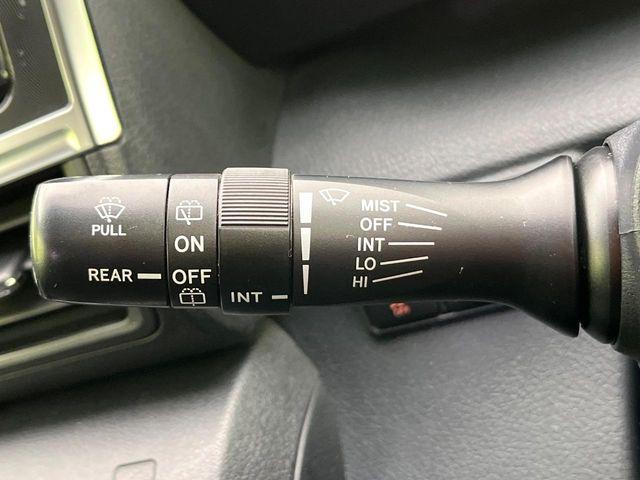 PULL
REAR
ON
OFF
INT
MIST
OFF
INT
LO
HI